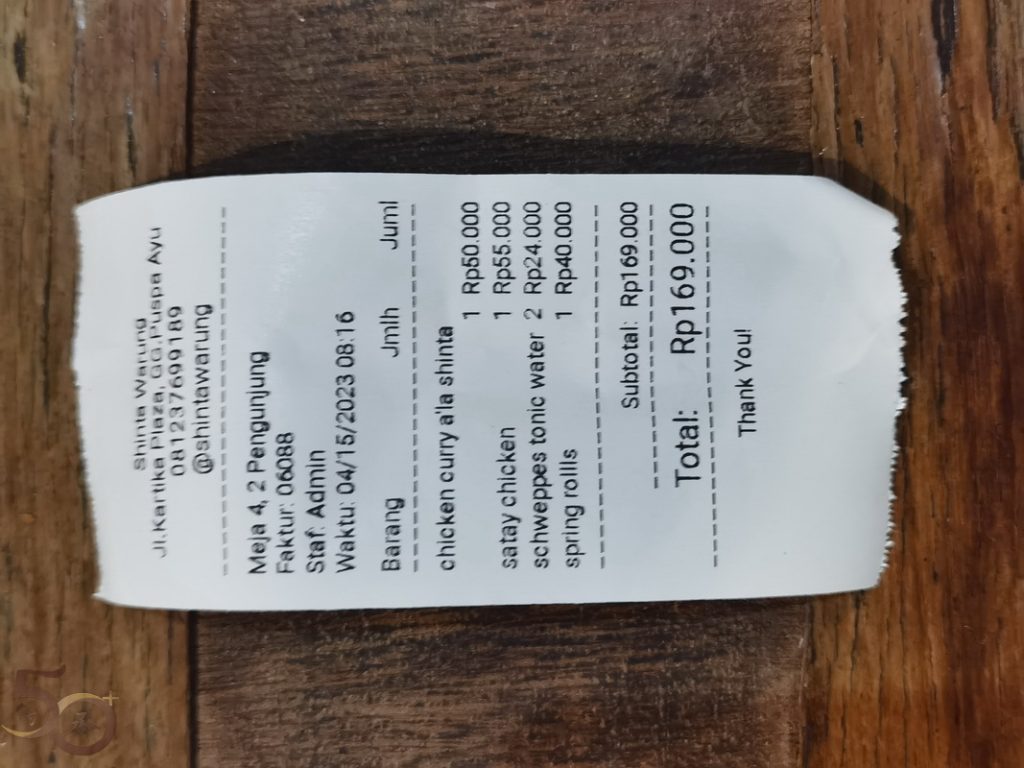 Shinta Warung
Jl.Kartika Plaza, GG.Puspa Ayu
081237699189
@shintawarung
Meja 4, 2 Pengunjung
Faktur: 06088
Staf: Admin
Waktu: 04/15/2023 08:16
Barang Jmlh Juml
chicken curry a'la shinta
1 Rp50.000
satay chicken 1 Rp55.000
schweppes tonic water 2 Rp24.000
spring rolls 1 Rp40.000
Subtotal: Rp169.000
Total: Rp169.000
Thank You!
50